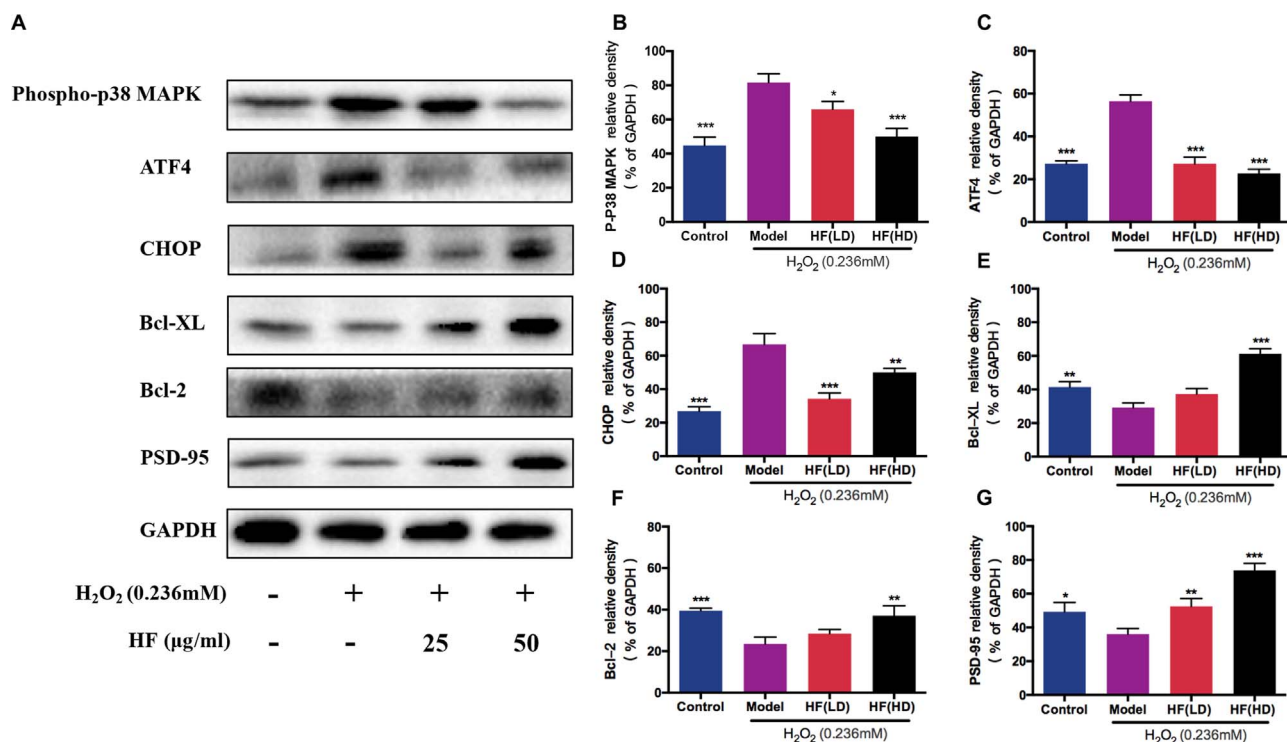 A
Phospho-p38 MAPK
ATF4
CHOP
Bcl-XL
Bcl-2
PSD-95
GAPDH
H₂O₂ (0.236mM) - + + +
HF (µg/ml) - - 25 50
B
P-P38 MAPK relative density
( % of GAPDH )
100
80
60
40
20
0
***
*
***
Control Model HF(LD) HF(HD)
H₂O₂ (0.236mM)
C
ATF4 relative density
( % of GAPDH )
80
60
40
20
0
***
***
***
Control Model HF(LD) HF(HD)
H₂O₂ (0.236mM)
D
CHOP relative density
( % of GAPDH )
100
80
60
40
20
0
***
***
**
Control Model HF(LD) HF(HD)
H₂O₂ (0.236mM)
E
Bcl-XL relative density
( % of GAPDH )
100
80
60
40
20
0
**
***
Control Model HF(LD) HF(HD)
H₂O₂ (0.236mM)
F
Bcl-2 relative density
( % of GAPDH )
80
60
40
20
0
***
**
Control Model HF(LD) HF(HD)
H₂O₂ (0.236mM)
G
PSD-95 relative density
( % of GAPDH )
100
80
60
40
20
0
*
**
***
Control Model HF(LD) HF(HD)
H₂O₂ (0.236mM)